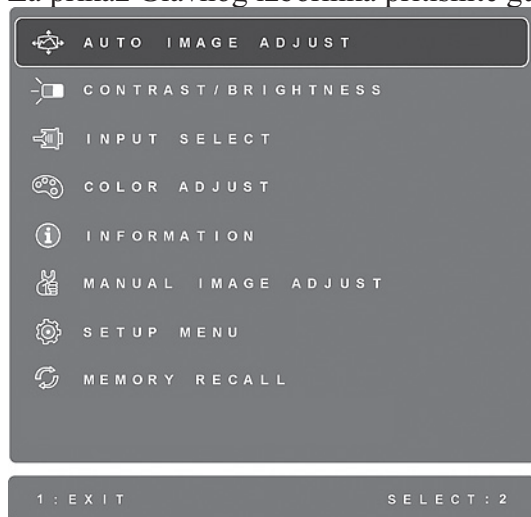 AUTO IMAGE ADJUST
CONTRAST/BRIGHTNESS
INPUT SELECT
COLOR ADJUST
INFORMATION
MANUAL IMAGE ADJUST
SETUP MENU
MEMORY RECALL
1:EXIT SELECT:2